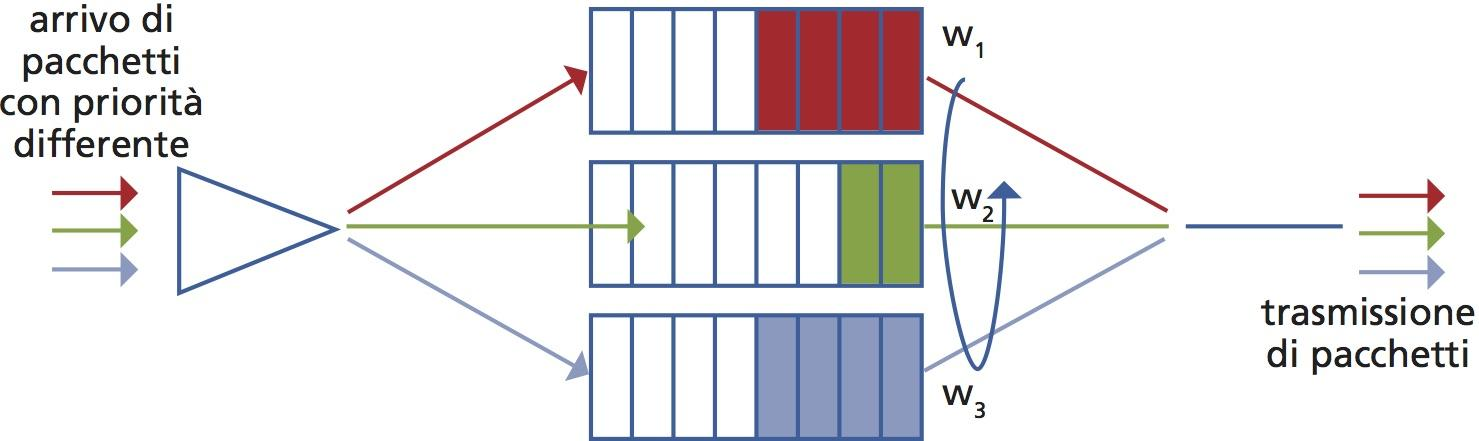 arrivo di
pacchetti
con priorità
differente
w1
w2
w3
trasmissione
di pacchetti